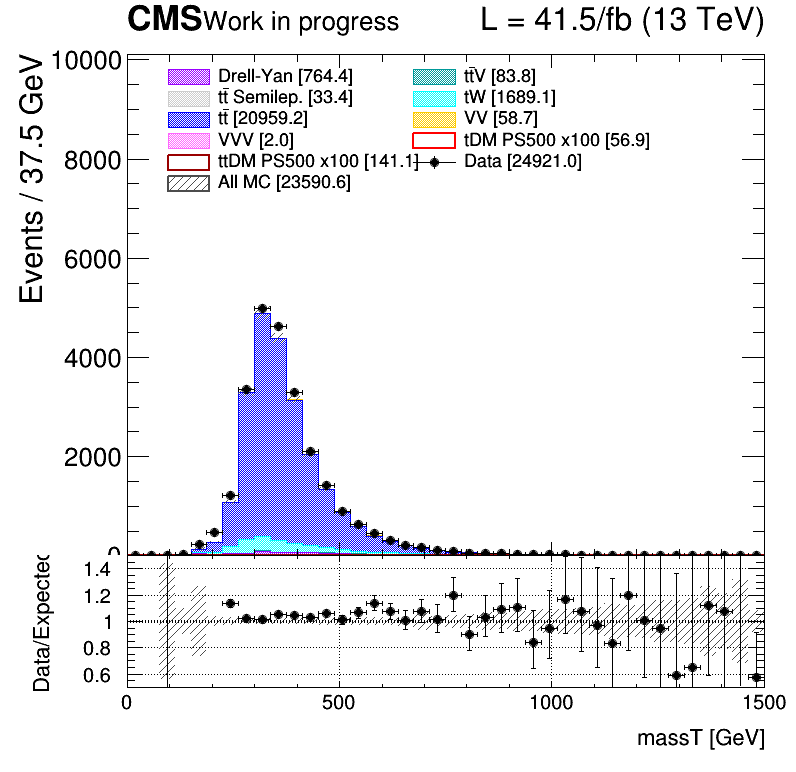 CMS Work in progress L = 41.5/fb (13 TeV)
Events / 37.5 GeV
10000
8000
6000
4000
2000
0
Drell-Yan [764.4]
tt̄ Semilep. [33.4]
tt̄ [20959.2]
VVV [2.0]
ttDM PS500 x100 [141.1]
All MC [23590.6]
tt̄V [83.8]
tW [1689.1]
VV [58.7]
tDM PS500 x100 [56.9]
Data [24921.0]
Data/Expected
1.4
1.2
1
0.8
0.6
0 500 1000 1500
massT [GeV]